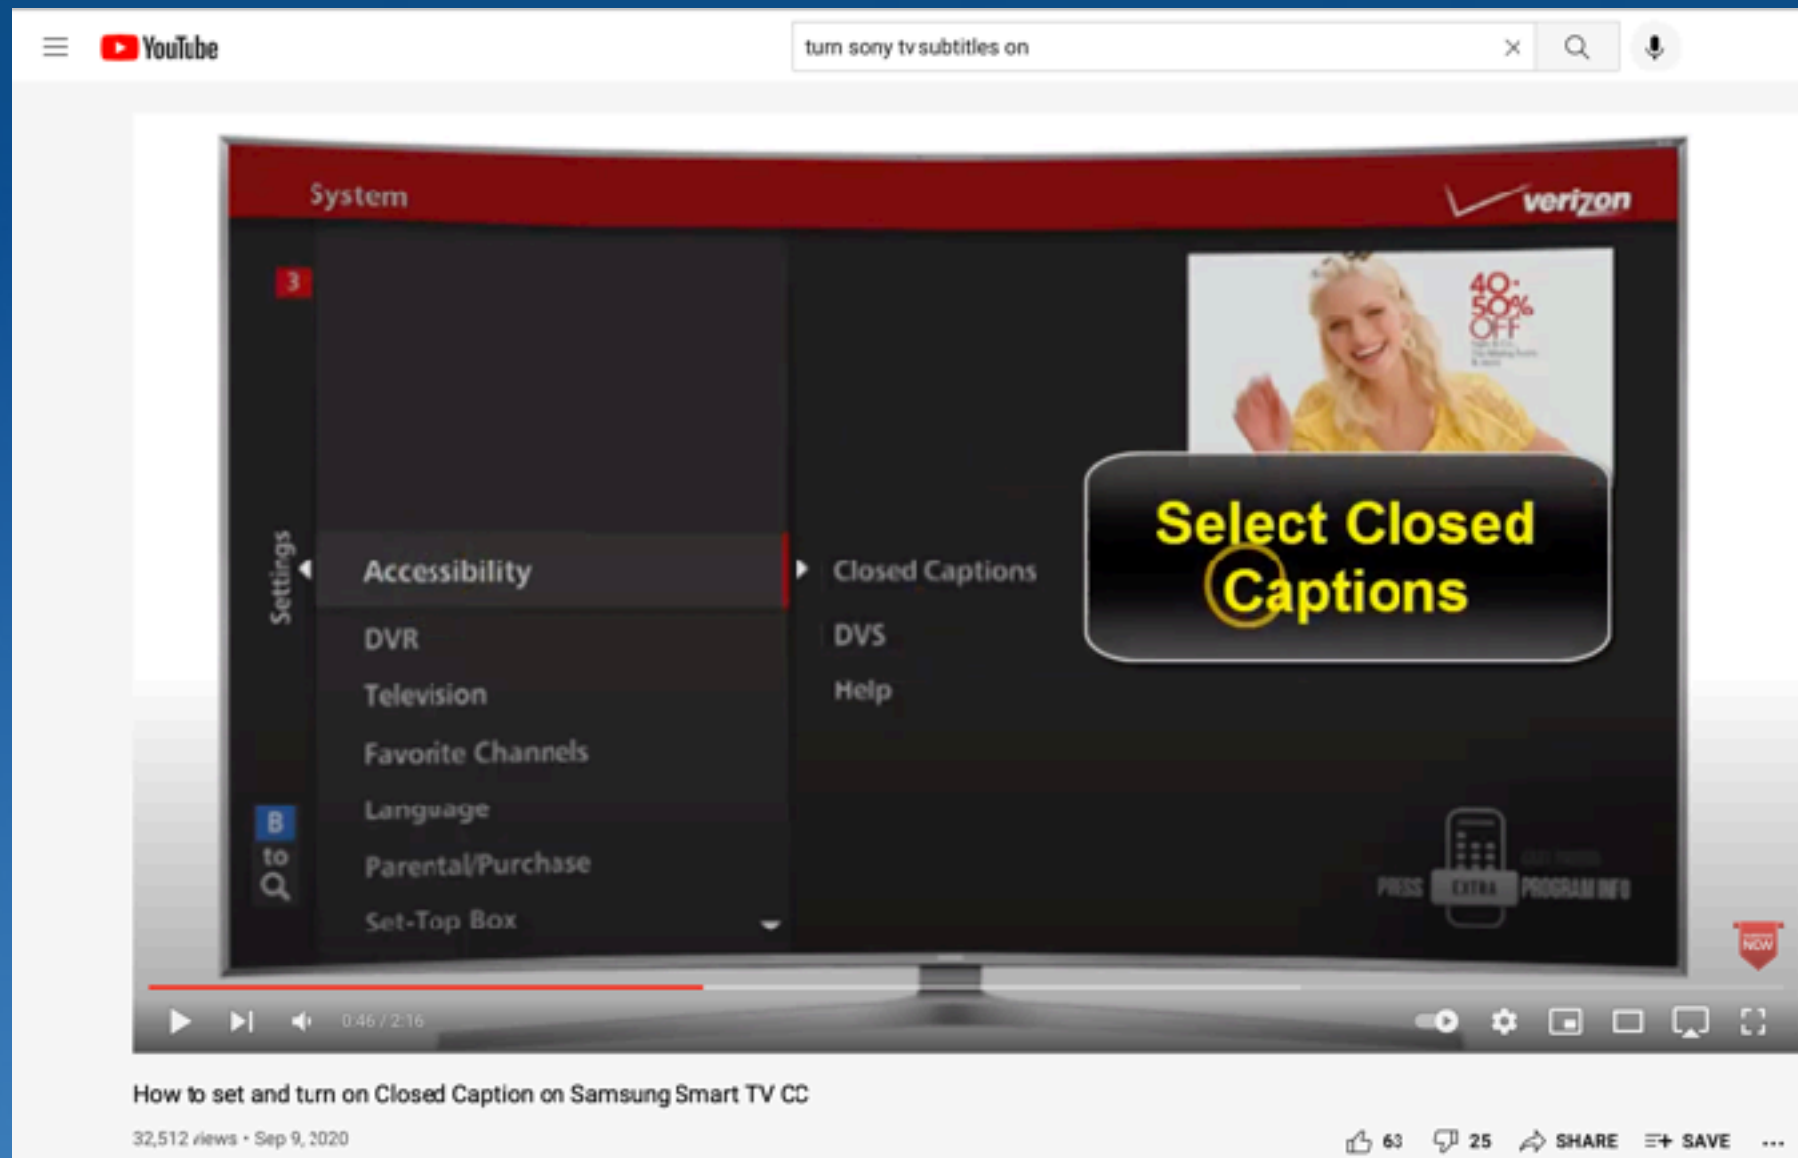 YouTube
turn sony tv subtitles on
System
verizon
3
40-
50%
OFF
Settings
Accessibility
Closed Captions
DVR
DVS
Television
Help
Favorite Channels
Language
Parental/Purchase
Set-Top Box
B
to
Select Closed
Captions
PRESS EXTRA PROGRAM INFO
NOW
0:46 / 2:16
How to set and turn on Closed Caption on Samsung Smart TV CC
32,512 views • Sep 9, 2020
63 25 SHARE SAVE